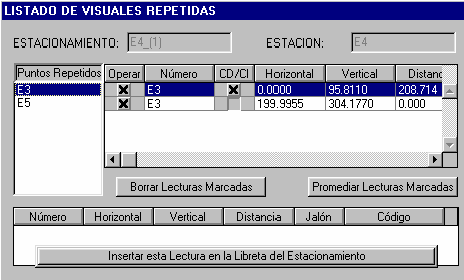 LISTADO DE VISUALES REPETIDAS
ESTACIONAMIENTO: E4_(1) ESTACION: E4
Puntos Repetidos
E3
E5
Operar Número CD/CI Horizontal Vertical Distanc
E3 0.0000 95.8110 208.714
E3 199.9955 304.1770 0.000
Borrar Lecturas Marcadas Promediar Lecturas Marcadas
Número Horizontal Vertical Distancia Jalón Código
Insertar esta Lectura en la Libreta del Estacionamiento